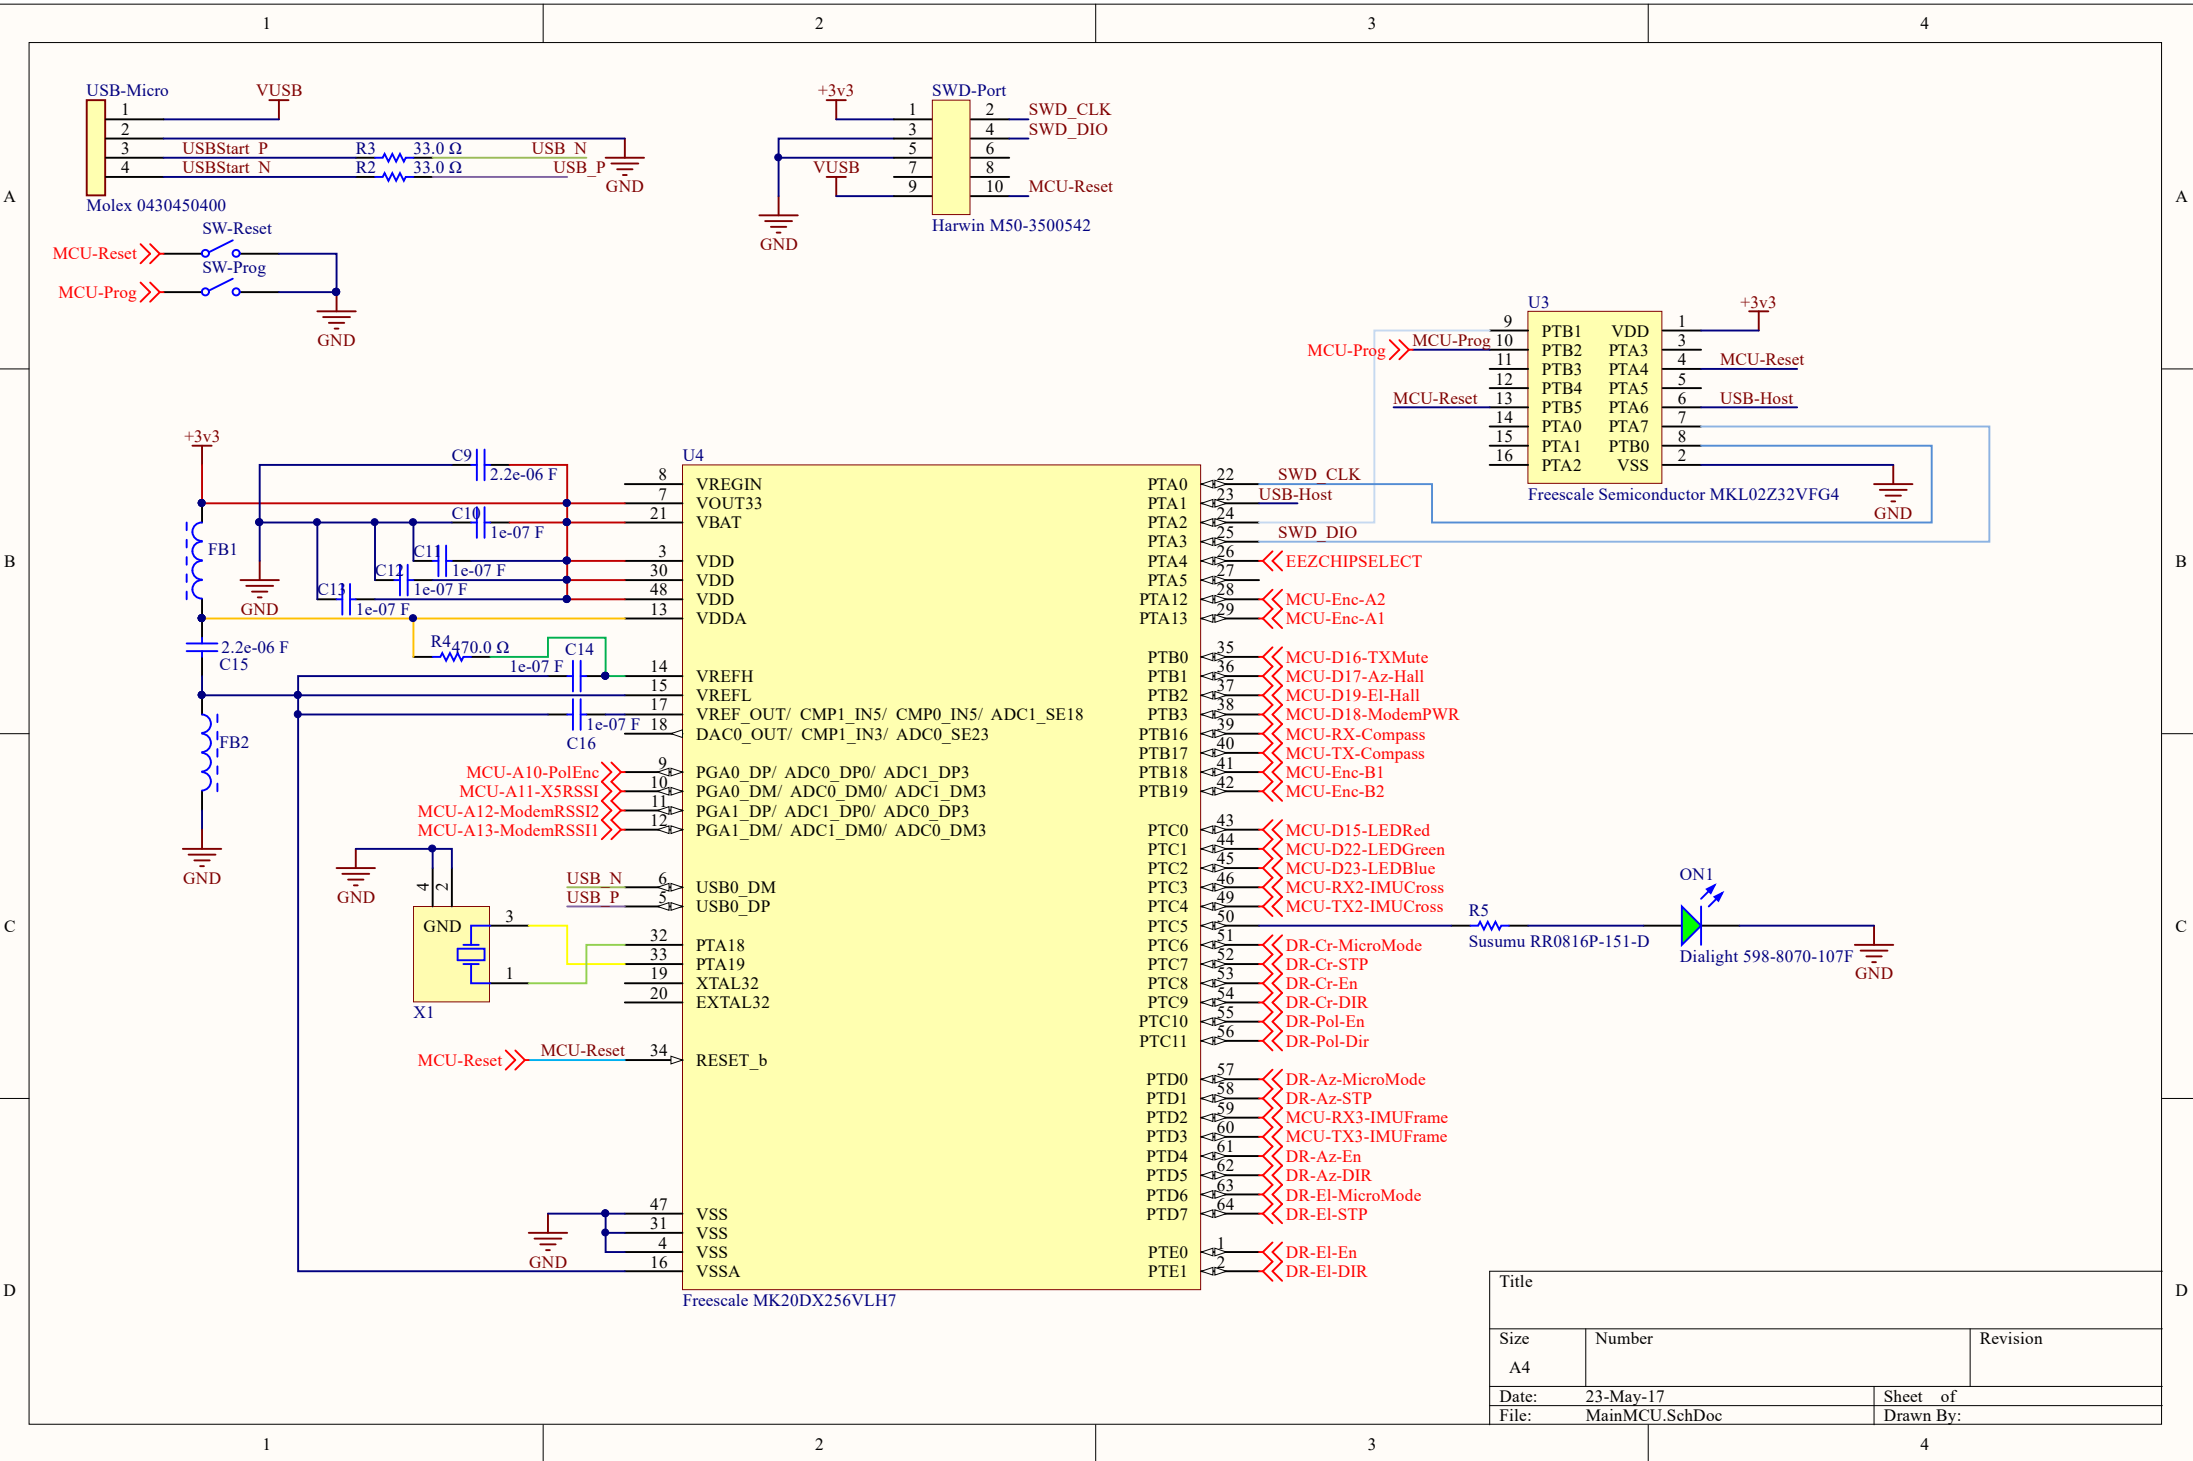 1 2 3 4
A A
B B
C C
D D
1 2 3 4
USB-Micro
VUSB
1
2
3 USBStart_P R3 33.0 Ω USB_N
4 USBStart_N R2 33.0 Ω USB_P
GND
Molex 0430450400
SW-Reset
MCU-Reset
SW-Prog
MCU-Prog
GND
+3v3 SWD-Port
1 2 SWD_CLK
3 4 SWD_DIO
5 6
VUSB 7 8
9 10 MCU-Reset
GND
Harwin M50-3500542
U3 +3v3
9 PTB1 VDD 1
MCU-Prog MCU-Prog 10 PTB2 PTA3 3
11 PTB3 PTA4 4 MCU-Reset
12 PTB4 PTA5 5
MCU-Reset 13 PTB5 PTA6 6 USB-Host
14 PTA0 PTA7 7
15 PTA1 PTB0 8
16 PTA2 VSS 2
Freescale Semiconductor MKL02Z32VFG4
GND
+3v3
C9 2.2e-06 F
C10 1e-07 F
C11 1e-07 F
C12 1e-07 F
C13 1e-07 F
FB1
GND
R4 470.0 Ω
2.2e-06 F
C15
C14
1e-07 F
1e-07 F
C16
FB2
GND
U4
8 VREGIN
7 VOUT33
21 VBAT
3 VDD
30 VDD
48 VDD
13 VDDA
14 VREFH
15 VREFL
17 VREF_OUT/ CMP1_IN5/ CMP0_IN5/ ADC1_SE18
18 DAC0_OUT/ CMP1_IN3/ ADC0_SE23
MCU-A10-PolEnc 9 PGA0_DP/ ADC0_DP0/ ADC1_DP3
MCU-A11-X5RSSI 10 PGA0_DM/ ADC0_DM0/ ADC1_DM3
MCU-A12-ModemRSSI2 11 PGA1_DP/ ADC1_DP0/ ADC0_DP3
MCU-A13-ModemRSSI1 12 PGA1_DM/ ADC1_DM0/ ADC0_DM3
USB_N 6 USB0_DM
USB_P 5 USB0_DP
32 PTA18
33 PTA19
19 XTAL32
20 EXTAL32
GND
4 2
GND
3
1
X1
MCU-Reset MCU-Reset 34 RESET_b
47 VSS
31 VSS
4 VSS
16 VSSA
GND
Freescale MK20DX256VLH7
PTA0 22 SWD_CLK
PTA1 23 USB-Host
PTA2 24
PTA3 25 SWD_DIO
PTA4 26 EEZCHIPSELECT
PTA5 27
PTA12 28 MCU-Enc-A2
PTA13 29 MCU-Enc-A1
PTB0 35 MCU-D16-TXMute
PTB1 36 MCU-D17-Az-Hall
PTB2 37 MCU-D19-El-Hall
PTB3 38 MCU-D18-ModemPWR
PTB16 39 MCU-RX-Compass
PTB17 40 MCU-TX-Compass
PTB18 41 MCU-Enc-B1
PTB19 42 MCU-Enc-B2
PTC0 43 MCU-D15-LEDRed
PTC1 44 MCU-D22-LEDGreen
PTC2 45 MCU-D23-LEDBlue
PTC3 46 MCU-RX2-IMUCross
PTC4 49 MCU-TX2-IMUCross
PTC5 50
PTC6 51 DR-Cr-MicroMode
PTC7 52 DR-Cr-STP
PTC8 53 DR-Cr-En
PTC9 54 DR-Cr-DIR
PTC10 55 DR-Pol-En
PTC11 56 DR-Pol-Dir
PTD0 57 DR-Az-MicroMode
PTD1 58 DR-Az-STP
PTD2 59 MCU-RX3-IMUFrame
PTD3 60 MCU-TX3-IMUFrame
PTD4 61 DR-Az-En
PTD5 62 DR-Az-DIR
PTD6 63 DR-El-MicroMode
PTD7 64 DR-El-STP
PTE0 1 DR-El-En
PTE1 2 DR-El-DIR
R5
Susumu RR0816P-151-D
ON1
Dialight 598-8070-107F
GND
Title
Size Number Revision
A4
Date: 23-May-17 Sheet of
File: MainMCU.SchDoc Drawn By: